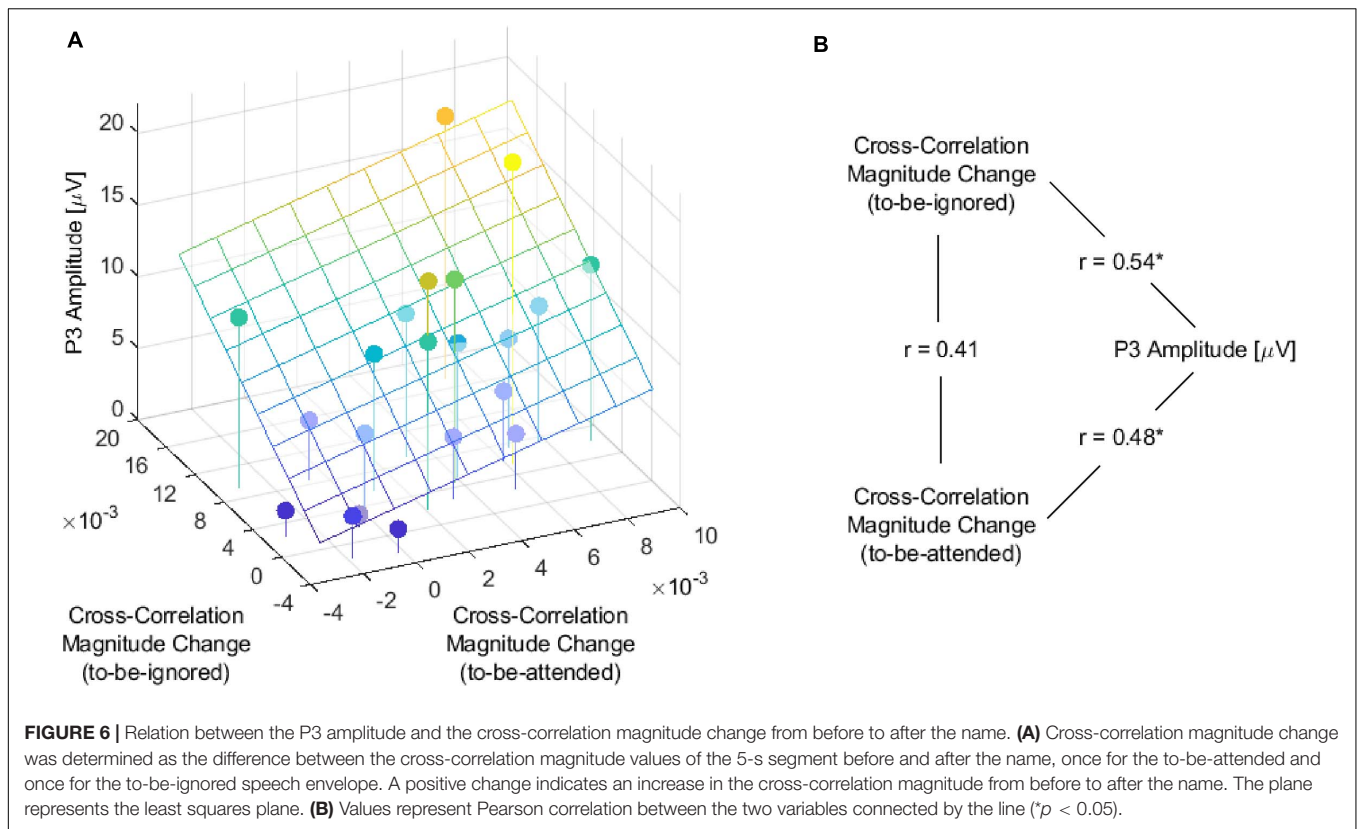 A
20
15
10
5
0
P3 Amplitude [μV]
20
16
12
8
4
0
-4
×10⁻³
Cross-Correlation
Magnitude Change
(to-be-ignored)
-4
-2
0
2
4
6
8
10
×10⁻³
Cross-Correlation
Magnitude Change
(to-be-attended)
B
Cross-Correlation
Magnitude Change
(to-be-ignored)
r = 0.54*
r = 0.41
P3 Amplitude [μV]
r = 0.48*
Cross-Correlation
Magnitude Change
(to-be-attended)
FIGURE 6 | Relation between the P3 amplitude and the cross-correlation magnitude change from before to after the name. (A) Cross-correlation magnitude change
was determined as the difference between the cross-correlation magnitude values of the 5-s segment before and after the name, once for the to-be-attended and
once for the to-be-ignored speech envelope. A positive change indicates an increase in the cross-correlation magnitude from before to after the name. The plane
represents the least squares plane. (B) Values represent Pearson correlation between the two variables connected by the line (*p < 0.05).